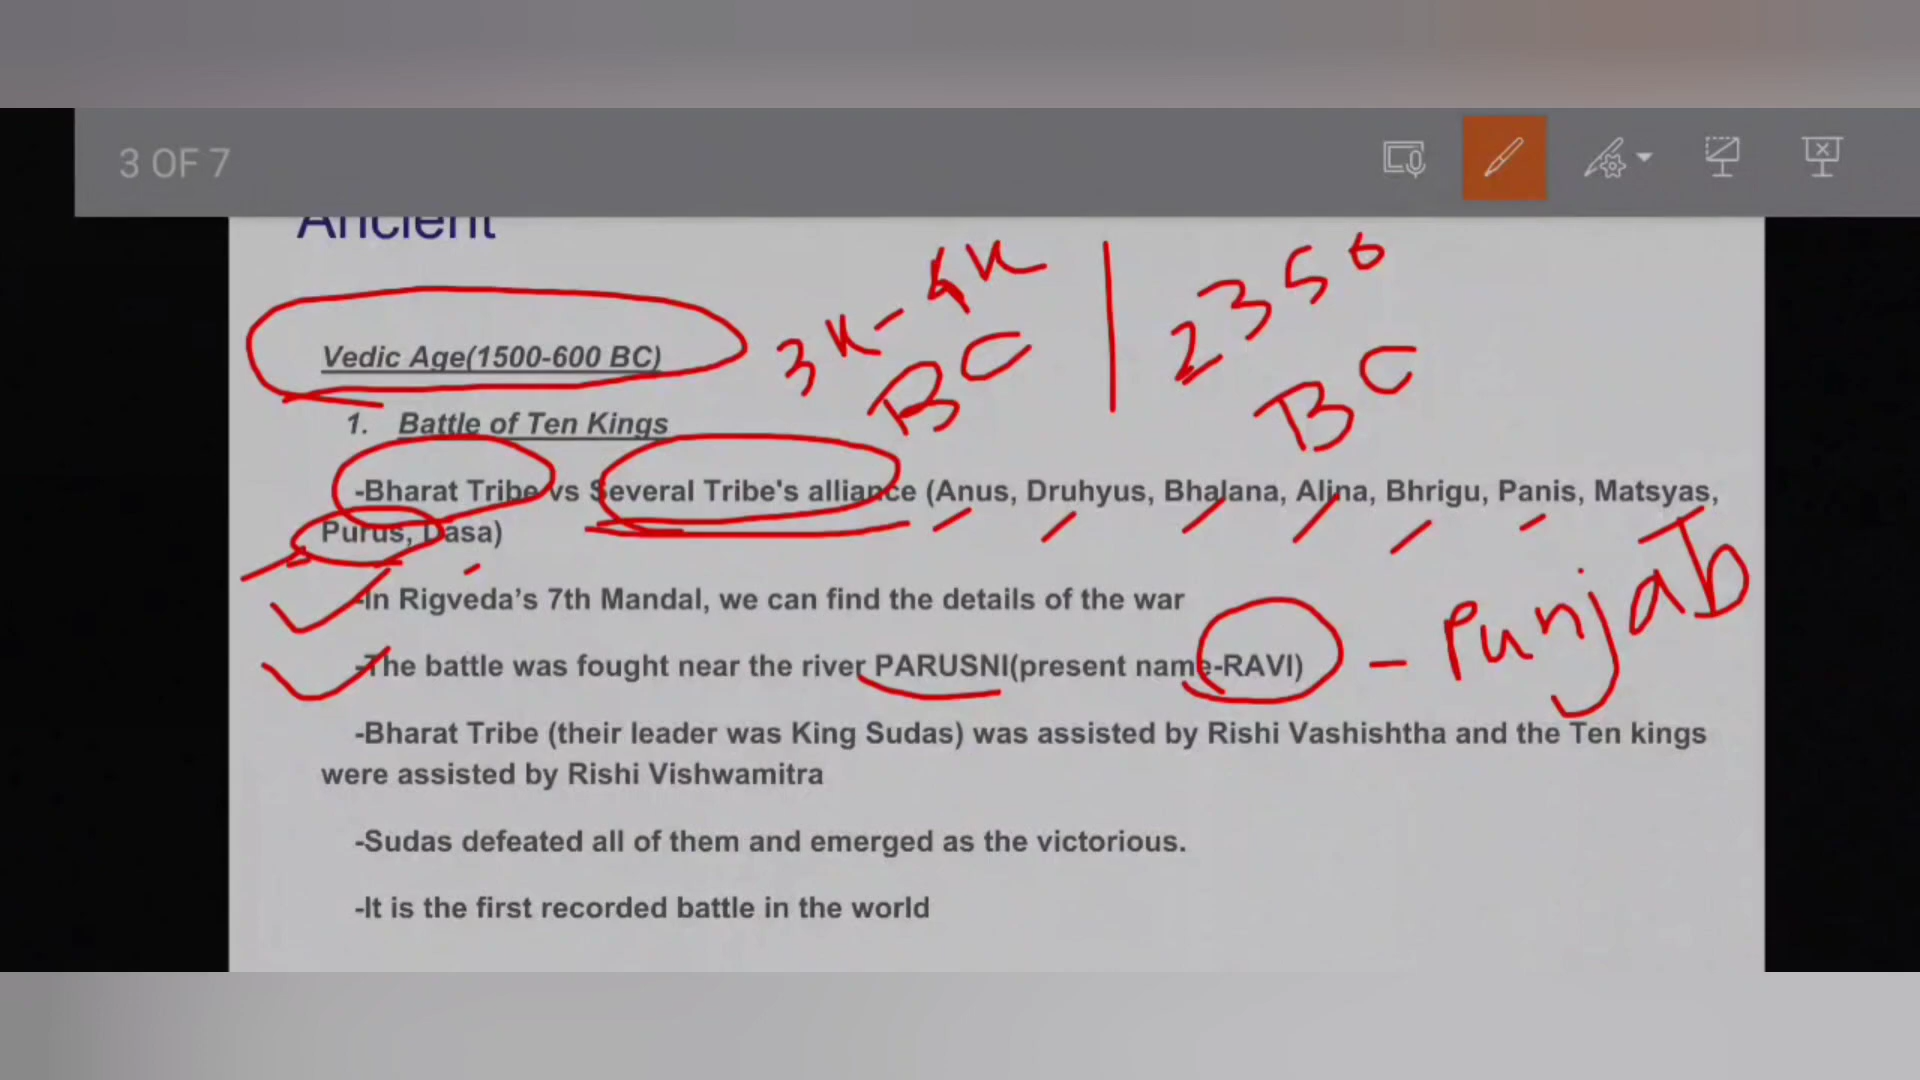 3 OF 7
Ancient
3K-4K
BC
2350
BC
Vedic Age(1500-600 BC)
1. Battle of Ten Kings
-Bharat Tribe vs Several Tribe's alliance (Anus, Druhyus, Bhalana, Alina, Bhrigu, Panis, Matsyas,
Purus, Dasa)
-In Rigveda's 7th Mandal, we can find the details of the war
-The battle was fought near the river PARUSNI(present name-RAVI) - Punjab
-Bharat Tribe (their leader was King Sudas) was assisted by Rishi Vashishtha and the Ten kings
were assisted by Rishi Vishwamitra
-Sudas defeated all of them and emerged as the victorious.
-It is the first recorded battle in the world